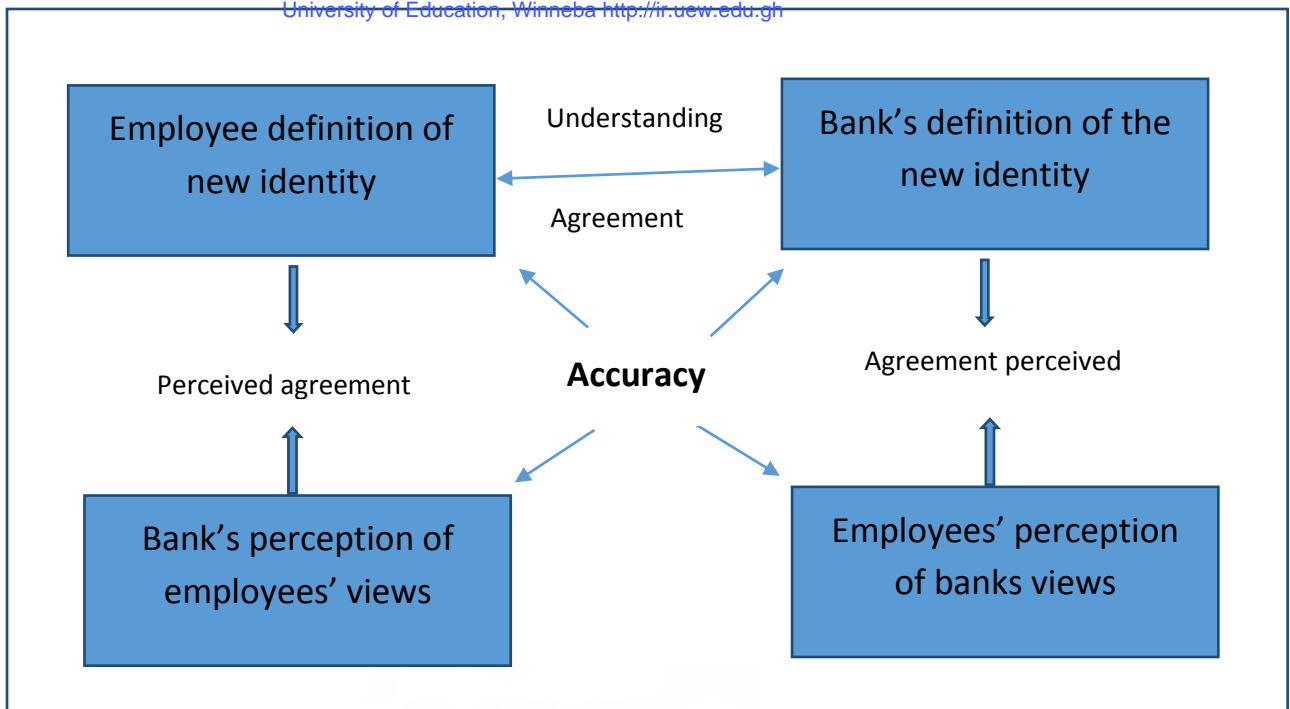 University of Education, Winneba http://ir.uew.edu.gh
Employee definition of
new identity
Understanding
Agreement
Bank’s definition of the
new identity
Perceived agreement
Accuracy
Agreement perceived
Bank’s perception of
employees’ views
Employees’ perception
of banks views